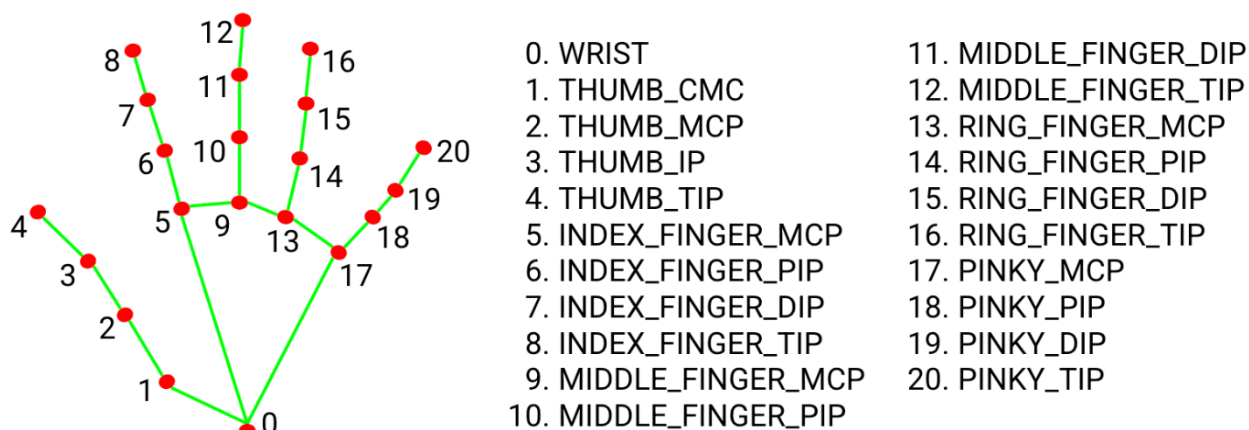 12
8
16
11
7
15
10
6
20
14
19
4
5
9
13
18
3
17
2
1
0
0. WRIST
1. THUMB_CMC
2. THUMB_MCP
3. THUMB_IP
4. THUMB_TIP
5. INDEX_FINGER_MCP
6. INDEX_FINGER_PIP
7. INDEX_FINGER_DIP
8. INDEX_FINGER_TIP
9. MIDDLE_FINGER_MCP
10. MIDDLE_FINGER_PIP
11. MIDDLE_FINGER_DIP
12. MIDDLE_FINGER_TIP
13. RING_FINGER_MCP
14. RING_FINGER_PIP
15. RING_FINGER_DIP
16. RING_FINGER_TIP
17. PINKY_MCP
18. PINKY_PIP
19. PINKY_DIP
20. PINKY_TIP